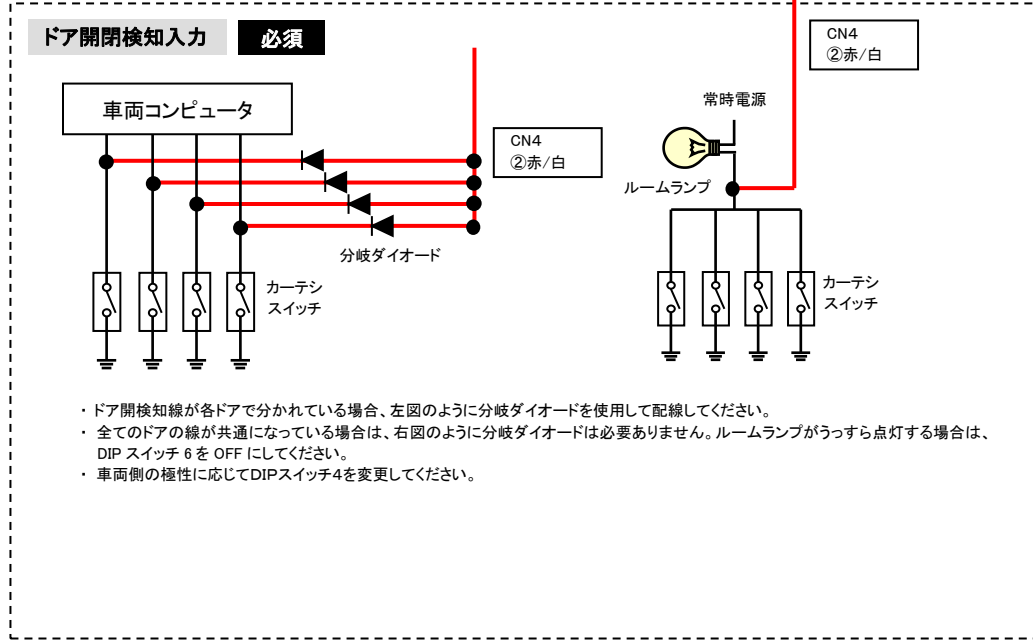 ドア開閉検知入力
必須
車両コンピュータ
CN4
②赤/白
分岐ダイオード
カーテシ
スイッチ
CN4
②赤/白
常時電源
ルームランプ
カーテシ
スイッチ
・ ドア開検知線が各ドアで分かれている場合、左図のように分岐ダイオードを使用して配線してください。
・ 全てのドアの線が共通になっている場合は、右図のように分岐ダイオードは必要ありません。ルームランプがうっすら点灯する場合は、
DIP スイッチ 6 を OFF にしてください。
・ 車両側の極性に応じてDIPスイッチ4を変更してください。